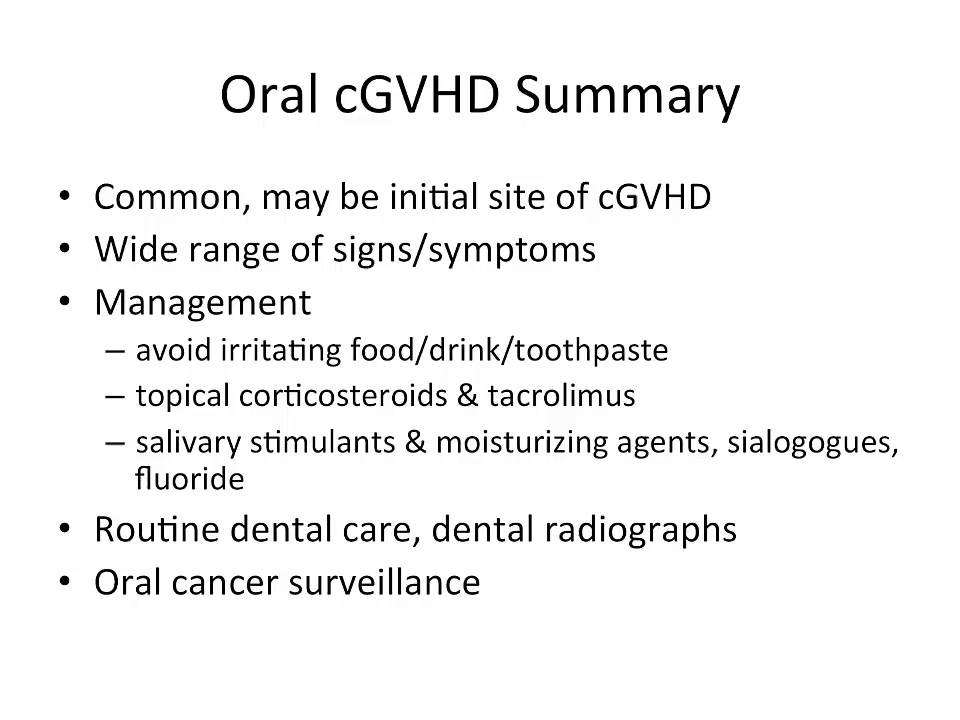 Oral cGVHD Summary
• Common, may be initial site of cGVHD
• Wide range of signs/symptoms
• Management
– avoid irritating food/drink/toothpaste
– topical corticosteroids & tacrolimus
– salivary stimulants & moisturizing agents, sialogogues,
fluoride
• Routine dental care, dental radiographs
• Oral cancer surveillance